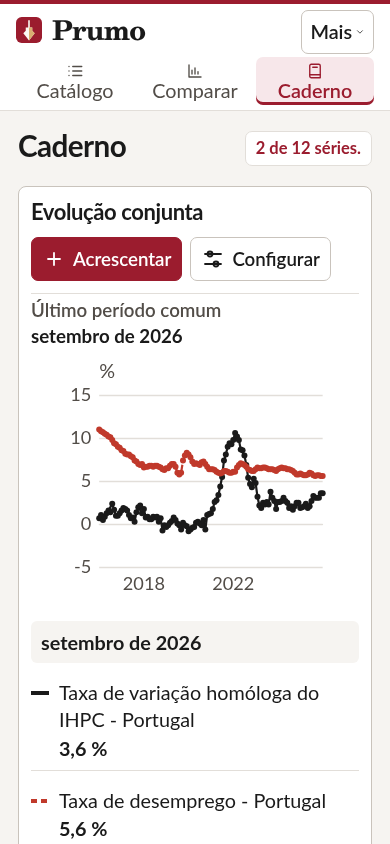 Prumo
Mais
Catálogo
Comparar
Caderno
Caderno
2 de 12 séries.
Evolução conjunta
Acrescentar
Configurar
Último período comum
setembro de 2026
%
15
10
5
0
-5
2018
2022
setembro de 2026
Taxa de variação homóloga do
IHPC - Portugal
3,6 %
Taxa de desemprego - Portugal
5,6 %